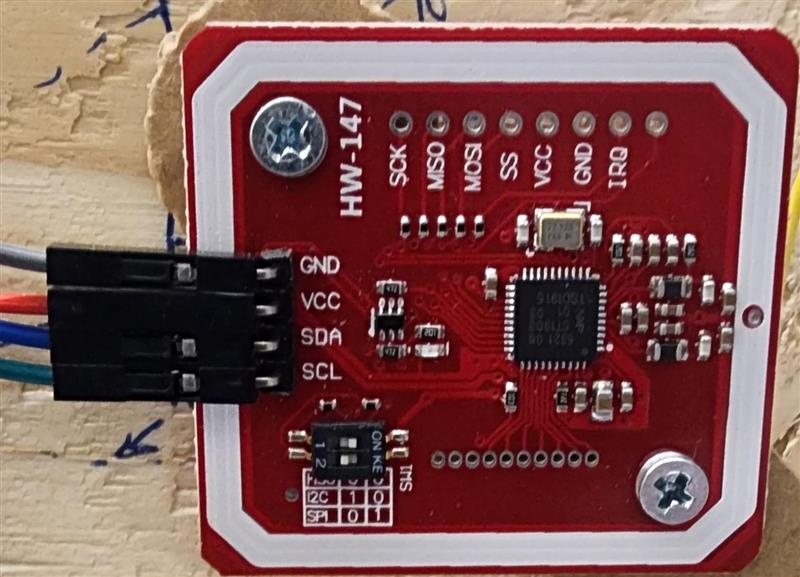 HW-147
SCK
MISO
MOSI
SS
VCC
GND
IRQ
GND
VCC
SDA
SCL
ON KE
1 2
SW1
I2C 1 0
SPI 0 1